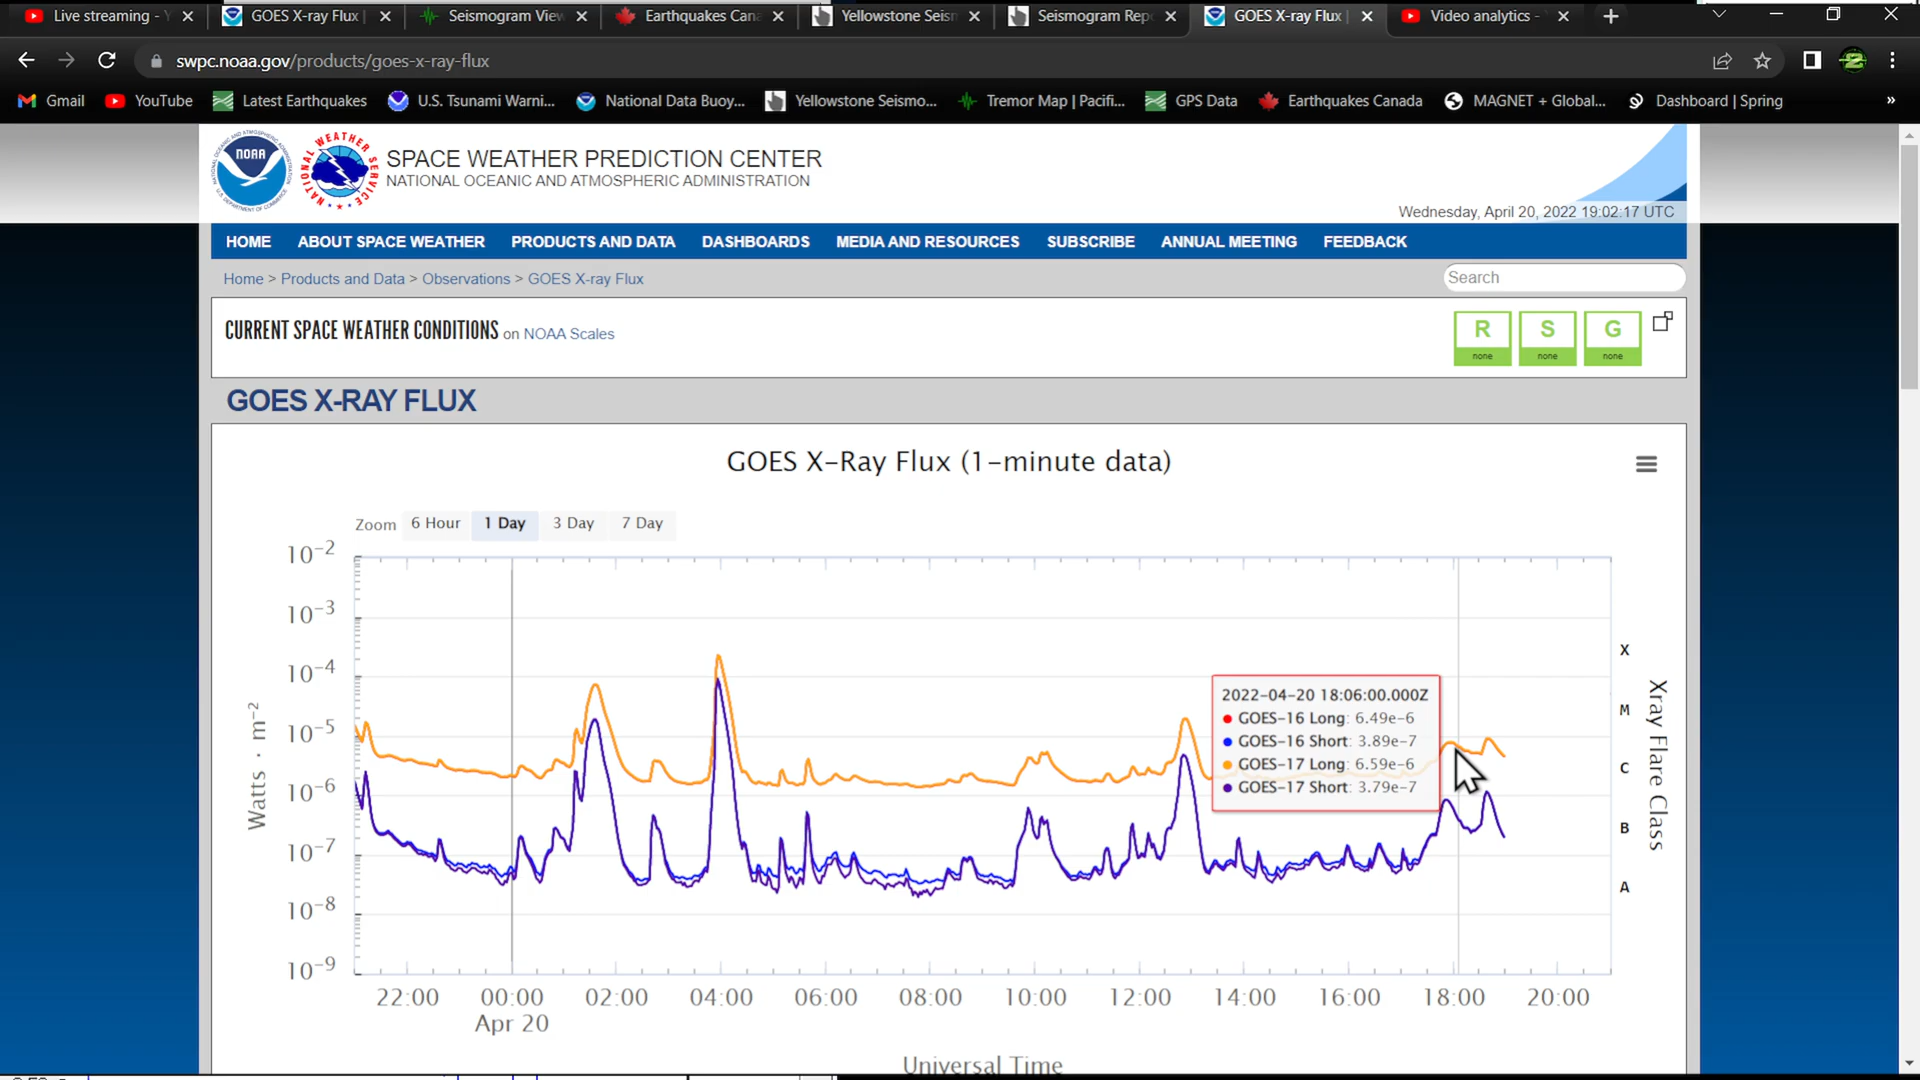 Live streaming - Y
GOES X-ray Flux |
Seismogram View
Earthquakes Cana
Yellowstone Seism
Seismogram Repo
GOES X-ray Flux |
Video analytics -
swpc.noaa.gov/products/goes-x-ray-flux
Gmail
YouTube
Latest Earthquakes
U.S. Tsunami Warni...
National Data Buoy...
Yellowstone Seismo...
Tremor Map | Pacifi...
GPS Data
Earthquakes Canada
MAGNET + Global...
Dashboard | Spring
»
NOAA
NATIONAL WEATHER SERVICE
SPACE WEATHER PREDICTION CENTER
NATIONAL OCEANIC AND ATMOSPHERIC ADMINISTRATION
Wednesday, April 20, 2022 19:02:17 UTC
HOME ABOUT SPACE WEATHER PRODUCTS AND DATA DASHBOARDS MEDIA AND RESOURCES SUBSCRIBE ANNUAL MEETING FEEDBACK
Home > Products and Data > Observations > GOES X-ray Flux
Search
CURRENT SPACE WEATHER CONDITIONS on NOAA Scales
R S G
none none none
GOES X-RAY FLUX
GOES X-Ray Flux (1-minute data)
Zoom 6 Hour 1 Day 3 Day 7 Day
10⁻²
10⁻³
10⁻⁴
10⁻⁵
10⁻⁶
10⁻⁷
10⁻⁸
10⁻⁹
Watts · m⁻²
2022-04-20 18:06:00.000Z
GOES-16 Long: 6.49e-6
GOES-16 Short: 3.89e-7
GOES-17 Long: 6.59e-6
GOES-17 Short: 3.79e-7
X
M
C
B
A
Xray Flare Class
22:00 00:00 02:00 04:00 06:00 08:00 10:00 12:00 14:00 16:00 18:00 20:00
Apr 20
Universal Time